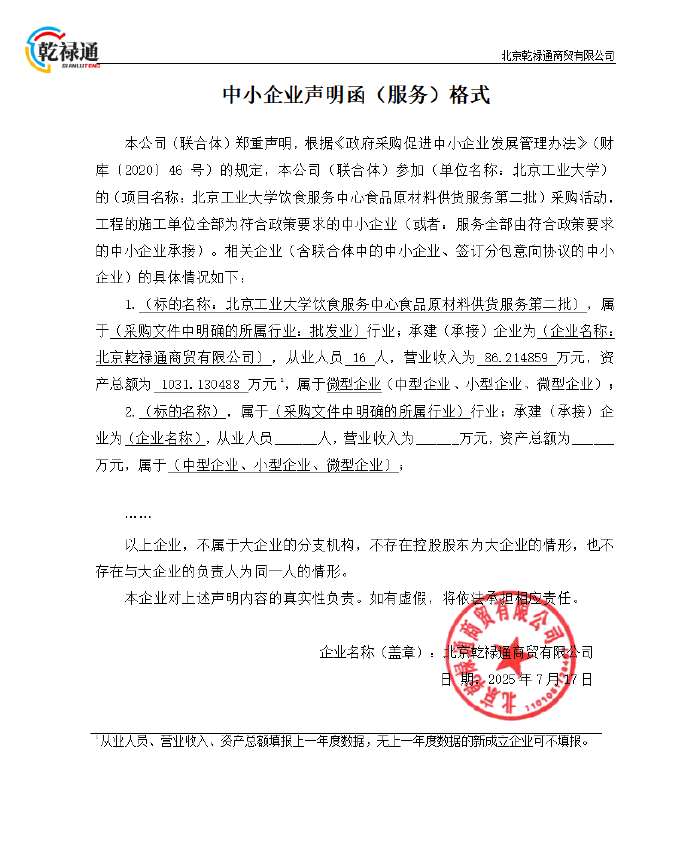 乾禄通
QIANLUTONG
北京乾禄通商贸有限公司
中小企业声明函（服务）格式
本公司（联合体）郑重声明，根据《政府采购促进中小企业发展管理办法》（财
库〔2020〕46 号）的规定，本公司（联合体）参加（单位名称：北京工业大学）
的（项目名称：北京工业大学饮食服务中心食品原材料供货服务第二批）采购活动，
工程的施工单位全部为符合政策要求的中小企业（或者：服务全部由符合政策要求
的中小企业承接）。相关企业（含联合体中的中小企业、签订分包意向协议的中小
企业）的具体情况如下：
1. （标的名称：北京工业大学饮食服务中心食品原材料供货服务第二批），属
于（采购文件中明确的所属行业：批发业）行业；承建（承接）企业为（企业名称：
北京乾禄通商贸有限公司），从业人员 16 人，营业收入为 86.214859 万元，资
产总额为 1031.130488 万元¹，属于微型企业（中型企业、小型企业、微型企业）；
2. （标的名称），属于（采购文件中明确的所属行业）行业；承建（承接）企
业为（企业名称），从业人员______人，营业收入为______万元，资产总额为______
万元，属于（中型企业、小型企业、微型企业）；
……
以上企业，不属于大企业的分支机构，不存在控股股东为大企业的情形，也不
存在与大企业的负责人为同一人的情形。
本企业对上述声明内容的真实性负责。如有虚假，将依法承担相应责任。
企业名称（盖章）：北京乾禄通商贸有限公司
日 期：2025 年 7 月 17 日
北京乾禄通商贸有限公司
¹从业人员、营业收入、资产总额填报上一年度数据，无上一年度数据的新成立企业可不填报。